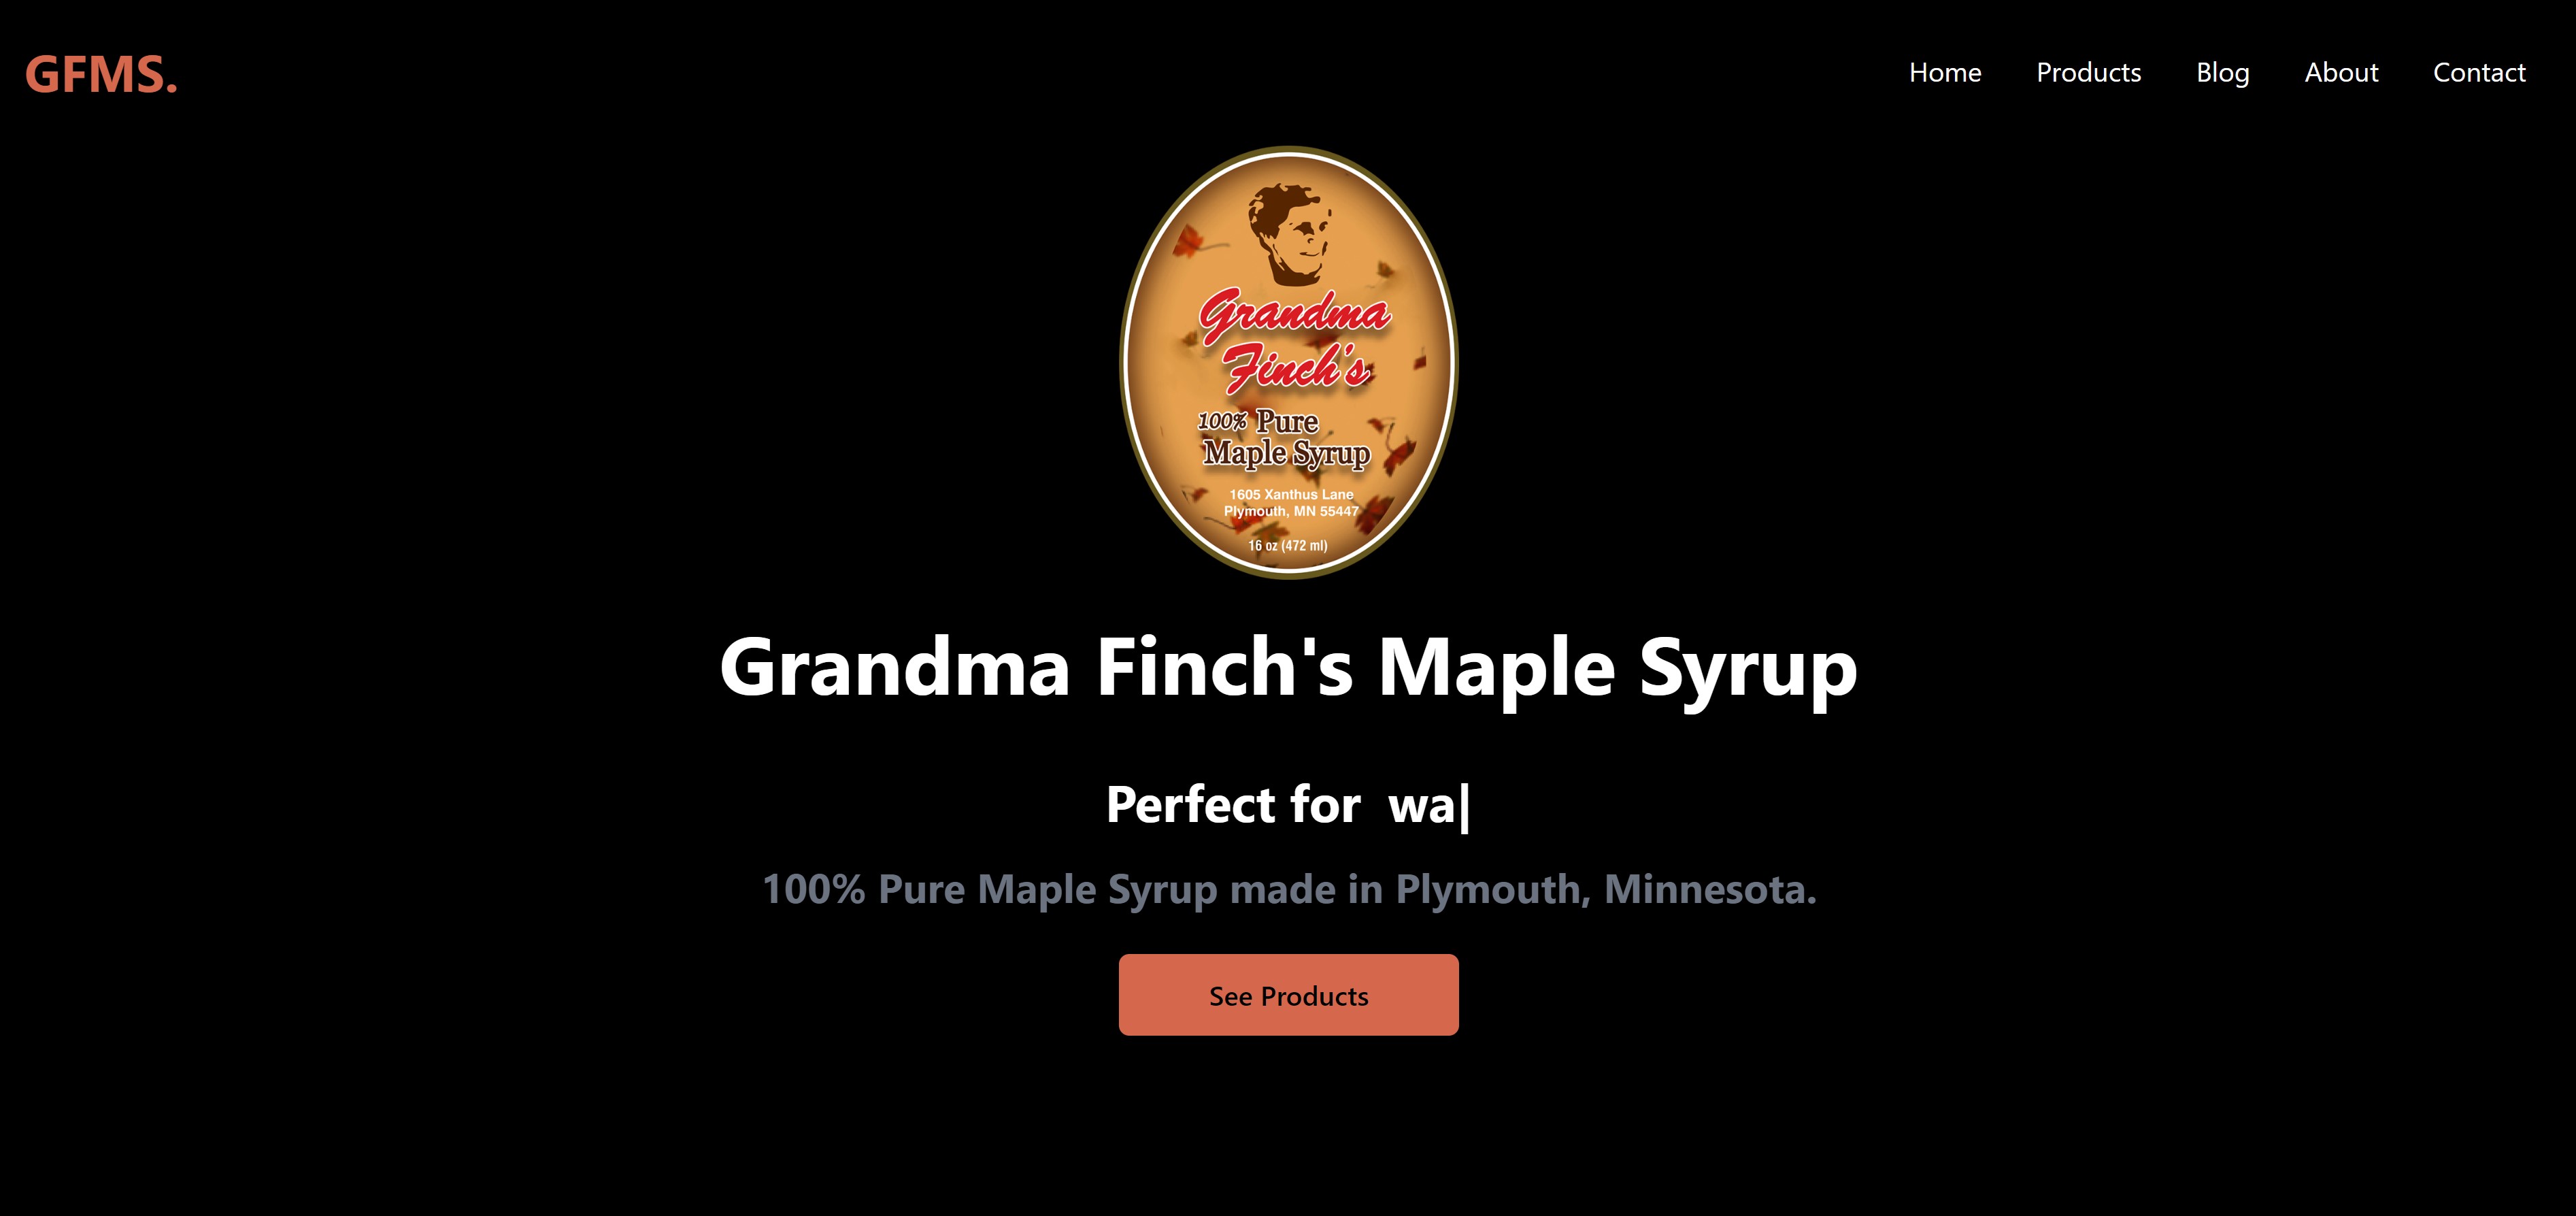 GFMS.
Home Products Blog About Contact
Grandma
Finch's
100% Pure
Maple Syrup
1605 Xanthus Lane
Plymouth, MN 55447
16 oz (472 ml)
Grandma Finch's Maple Syrup
Perfect for wa|
100% Pure Maple Syrup made in Plymouth, Minnesota.
See Products